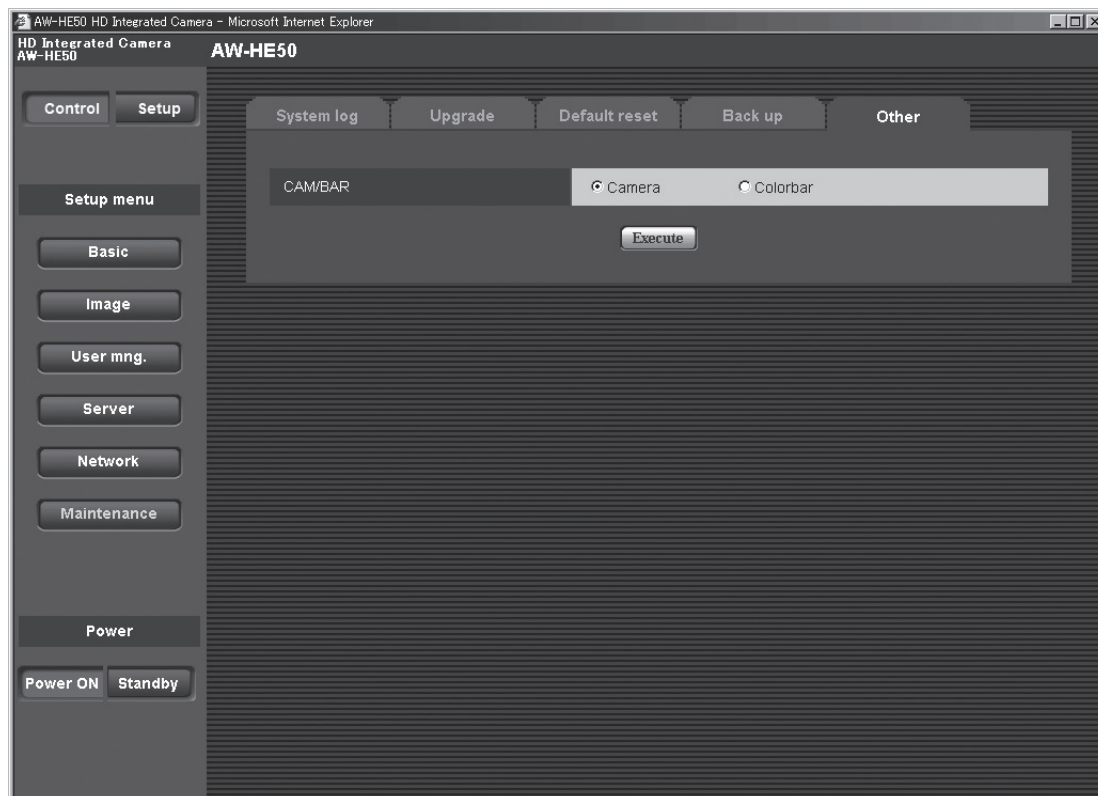 AW-HE50 HD Integrated Camera - Microsoft Internet Explorer
HD Integrated Camera
AW-HE50
AW-HE50
Control Setup
System log Upgrade Default reset Back up Other
CAM/BAR Camera Colorbar
Execute
Setup menu
Basic
Image
User mng.
Server
Network
Maintenance
Power
Power ON Standby